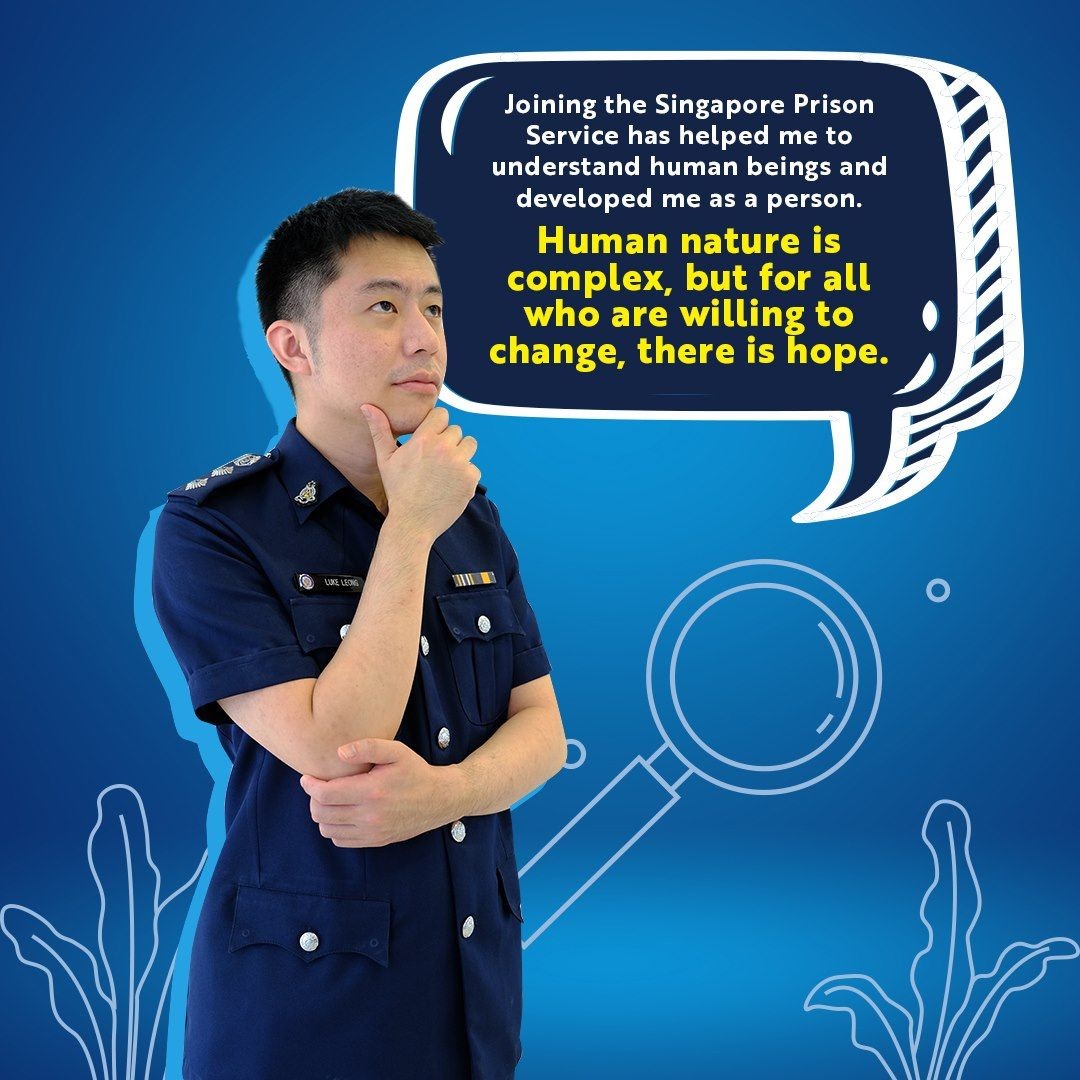 Joining the Singapore Prison
Service has helped me to
understand human beings and
developed me as a person.
Human nature is
complex, but for all
who are willing to
change, there is hope.
LUKE LEONG